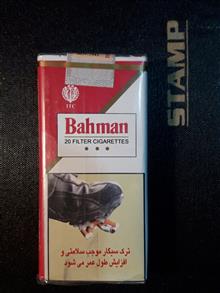 STAMP
ITC
Bahman
20 FILTER CIGARETTES
ترک سیگار موجب سلامتی و
افزایش طول عمر می شود